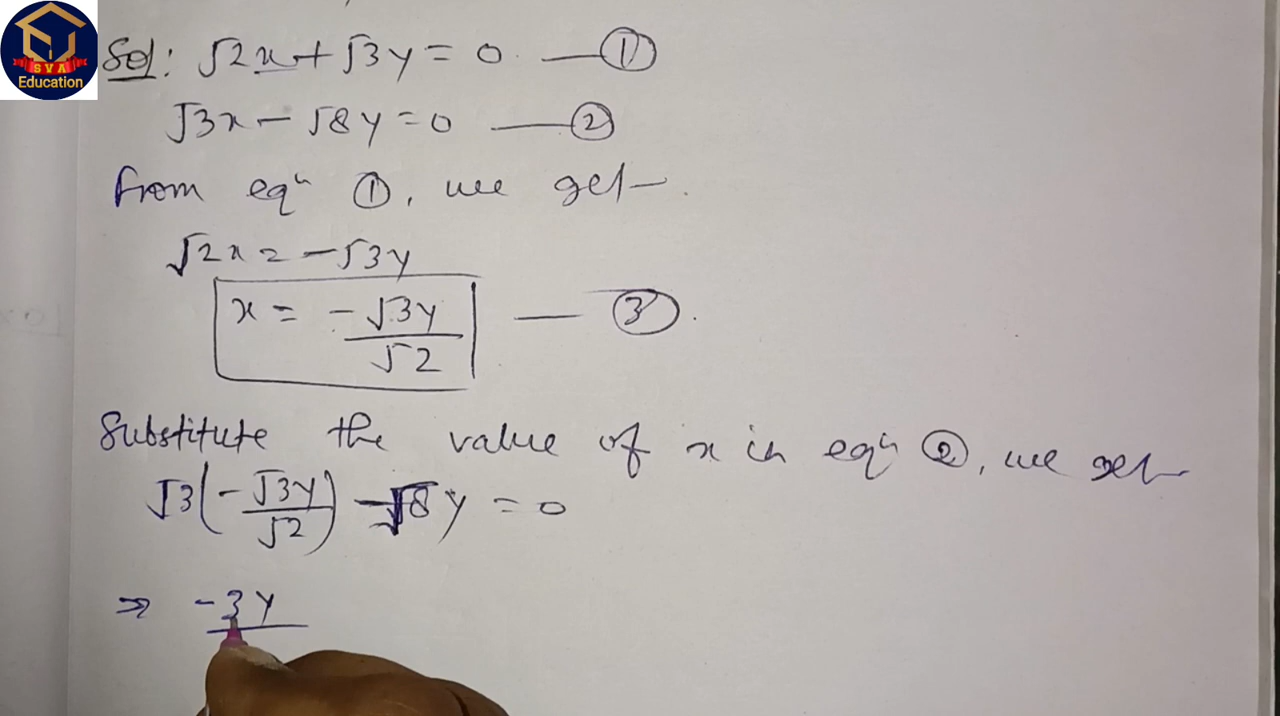 SVA
Education
Sol: √2x + √3y = 0 — ①
√3x - √8y = 0 — ②
from eqⁿ ①, we get
√2x = -√3y
x = -√3y/√2 — ③.
Substitute the value of x in eqⁿ ②, we get
√3(-√3y/√2) - √8y = 0
⇒ -3y